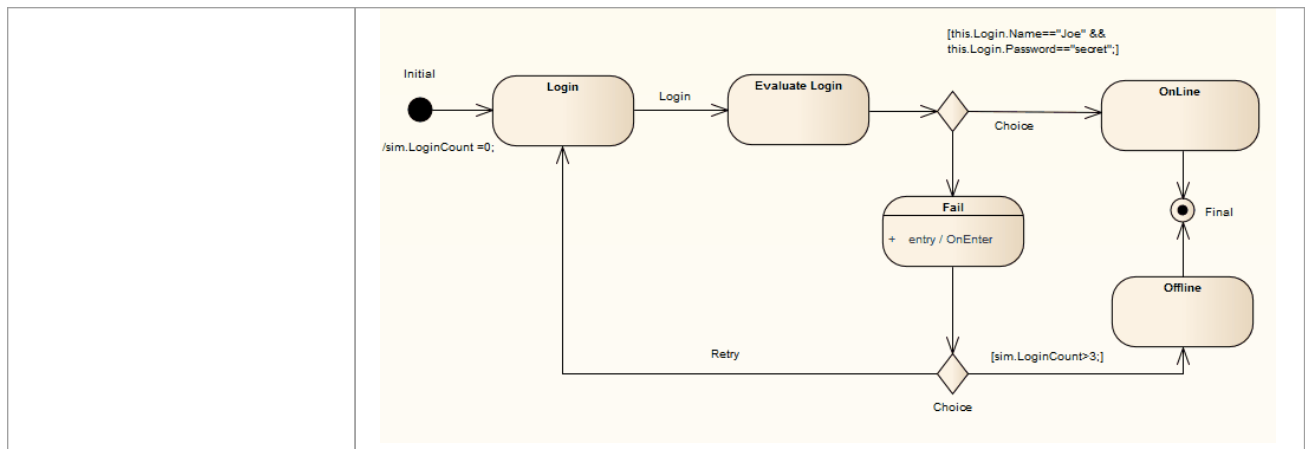 [this.Login.Name=="Joe" &&
this.Login.Password=="secret";]
Initial
Login
Login
Evaluate Login
OnLine
Choice
/sim.LoginCount =0;
Fail
+ entry / OnEnter
Final
Offline
Retry
[sim.LoginCount>3;]
Choice